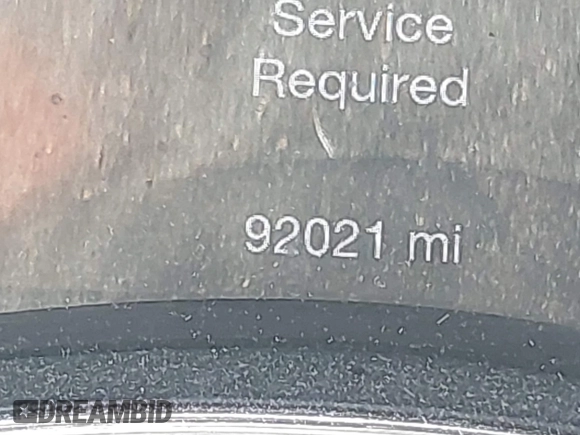 Service
Required
92021 mi
DREAMBID